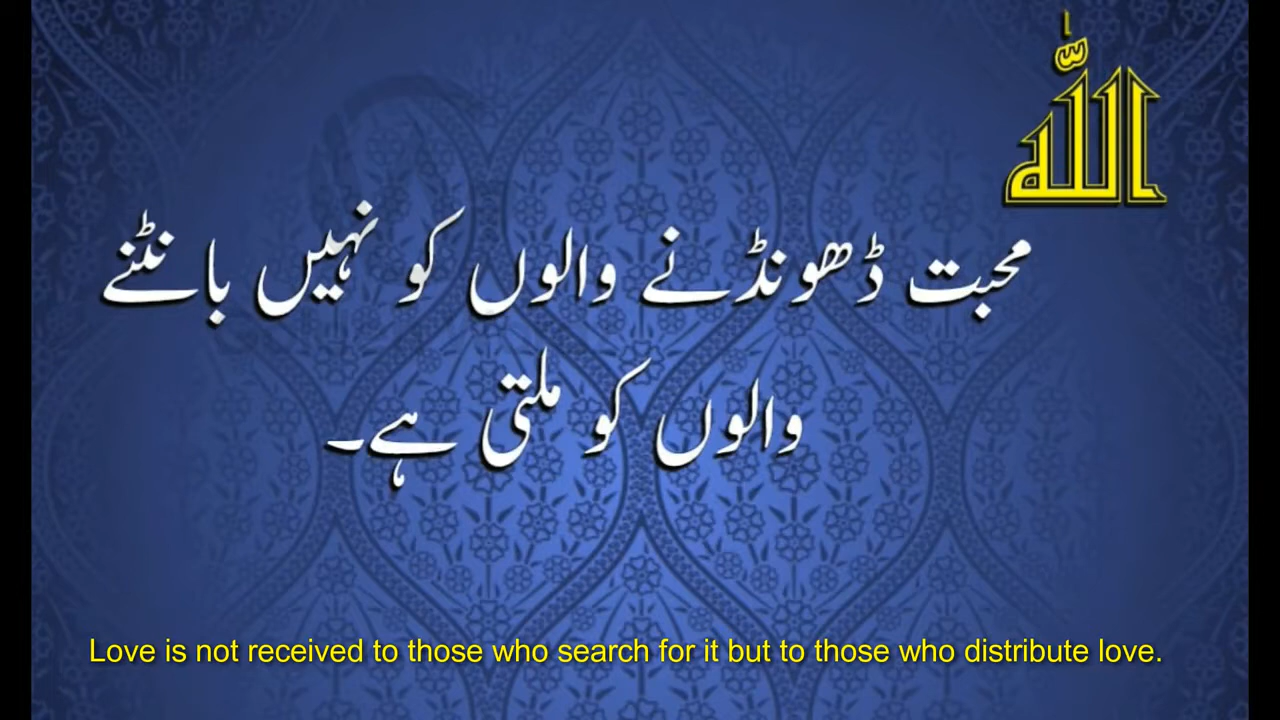 اللّٰه
محبت ڈھونڈنے والوں کو نہیں بانٹنے
والوں کو ملتی ہے۔
Love is not received to those who search for it but to those who distribute love.